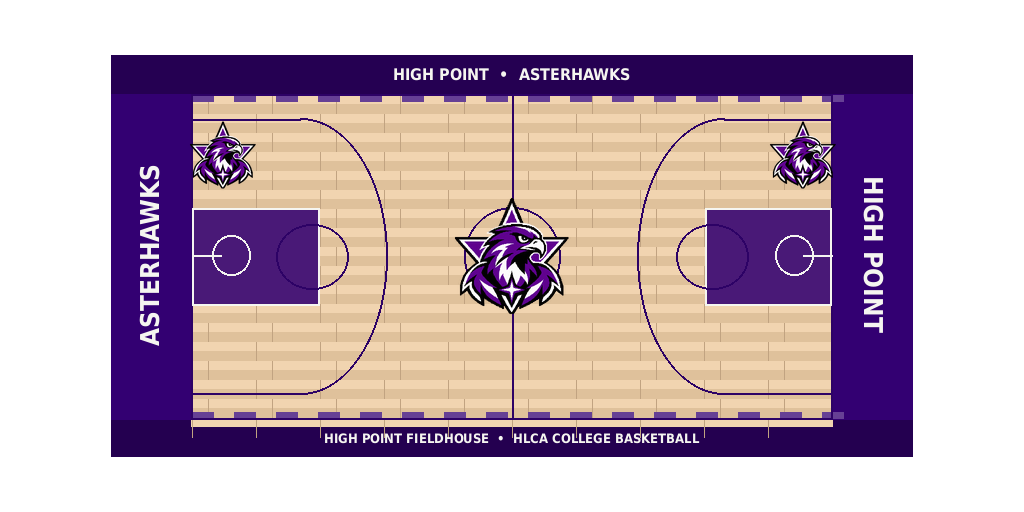 HIGH POINT • ASTERHAWKS
ASTERHAWKS
HIGH POINT
HIGH POINT FIELDHOUSE • HLCA COLLEGE BASKETBALL